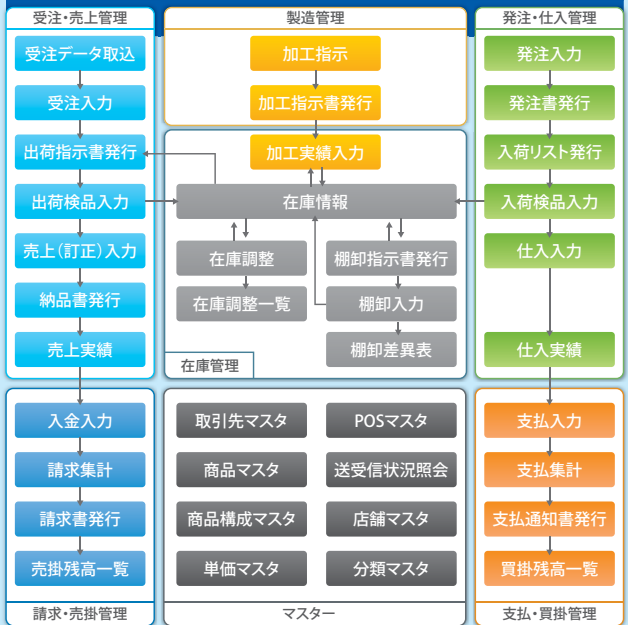 受注・売上管理
受注データ取込
受注入力
出荷指示書発行
出荷検品入力
売上(訂正)入力
納品書発行
売上実績
製造管理
加工指示
加工指示書発行
加工実績入力
在庫情報
在庫調整
棚卸指示書発行
在庫調整一覧
棚卸入力
棚卸差異表
在庫管理
発注・仕入管理
発注入力
発注書発行
入荷リスト発行
入荷検品入力
仕入入力
仕入実績
入金入力
請求集計
請求書発行
売掛残高一覧
請求・売掛管理
取引先マスタ
POSマスタ
商品マスタ
送受信状況照会
商品構成マスタ
店舗マスタ
単価マスタ
分類マスタ
マスター
支払入力
支払集計
支払通知書発行
買掛残高一覧
支払・買掛管理